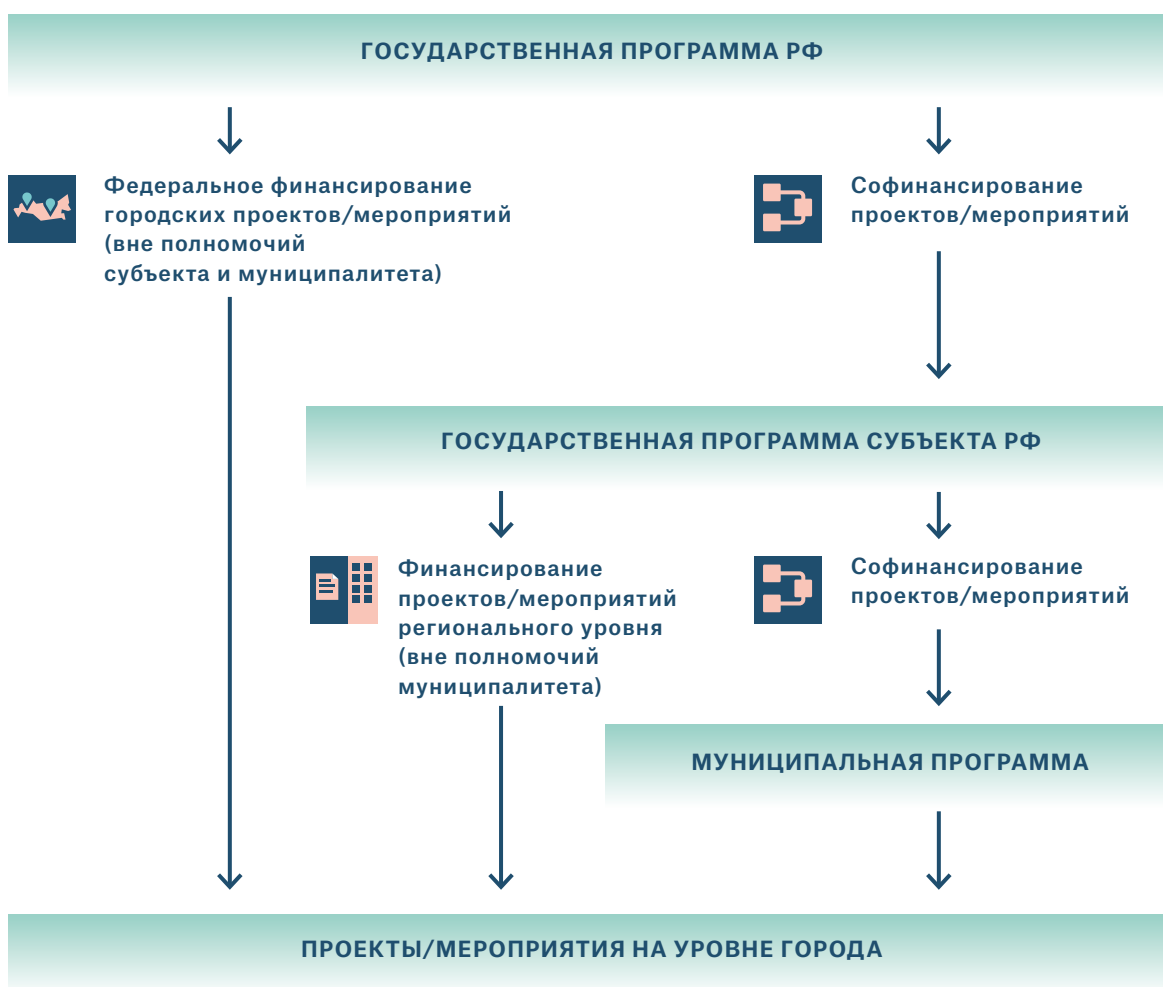 ГОСУДАРСТВЕННАЯ ПРОГРАММА РФ
Федеральное финансирование
городских проектов/мероприятий
(вне полномочий
субъекта и муниципалитета)
Софинансирование
проектов/мероприятий
ГОСУДАРСТВЕННАЯ ПРОГРАММА СУБЪЕКТА РФ
Финансирование
проектов/мероприятий
регионального уровня
(вне полномочий
муниципалитета)
Софинансирование
проектов/мероприятий
МУНИЦИПАЛЬНАЯ ПРОГРАММА
ПРОЕКТЫ/МЕРОПРИЯТИЯ НА УРОВНЕ ГОРОДА